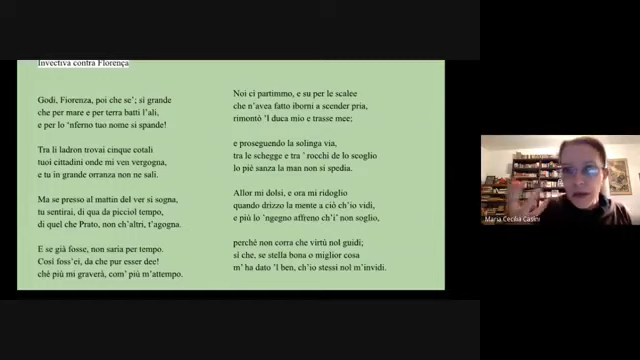 Invectiva contra Florença
Godi, Fiorenza, poi che se'; sì grande
che per mare e per terra batti l'ali,
e per lo 'nferno tuo nome si spande!
Tra li ladron trovai cinque cotali
tuoi cittadini onde mi ven vergogna,
e tu in grande orranza non ne sali.
Ma se presso al mattin del ver si sogna,
tu sentirai, di qua da picciol tempo,
di quel che Prato, non ch'altri, t'agogna.
E se già fosse, non saria per tempo.
Così foss'ei, da che pur esser dee!
ché più mi graverà, com' più m'attempo.
Noi ci partimmo, e su per le scalee
che n'avea fatto iborni a scender pria,
rimontò 'l duca mio e trasse mee;
e proseguendo la solinga via,
tra le schegge e tra ' rocchi de lo scoglio
lo piè sanza la man non si spedia.
Allor mi dolsi, e ora mi ridoglio
quando drizzo la mente a ciò ch'io vidi,
e più lo 'ngegno affreno ch'i' non soglio,
perché non corra che virtù nol guidi;
sì che, se stella bona o miglior cosa
m' ha dato 'l ben, ch'io stessi nol m'invidi.
Maria Cecilia Casini